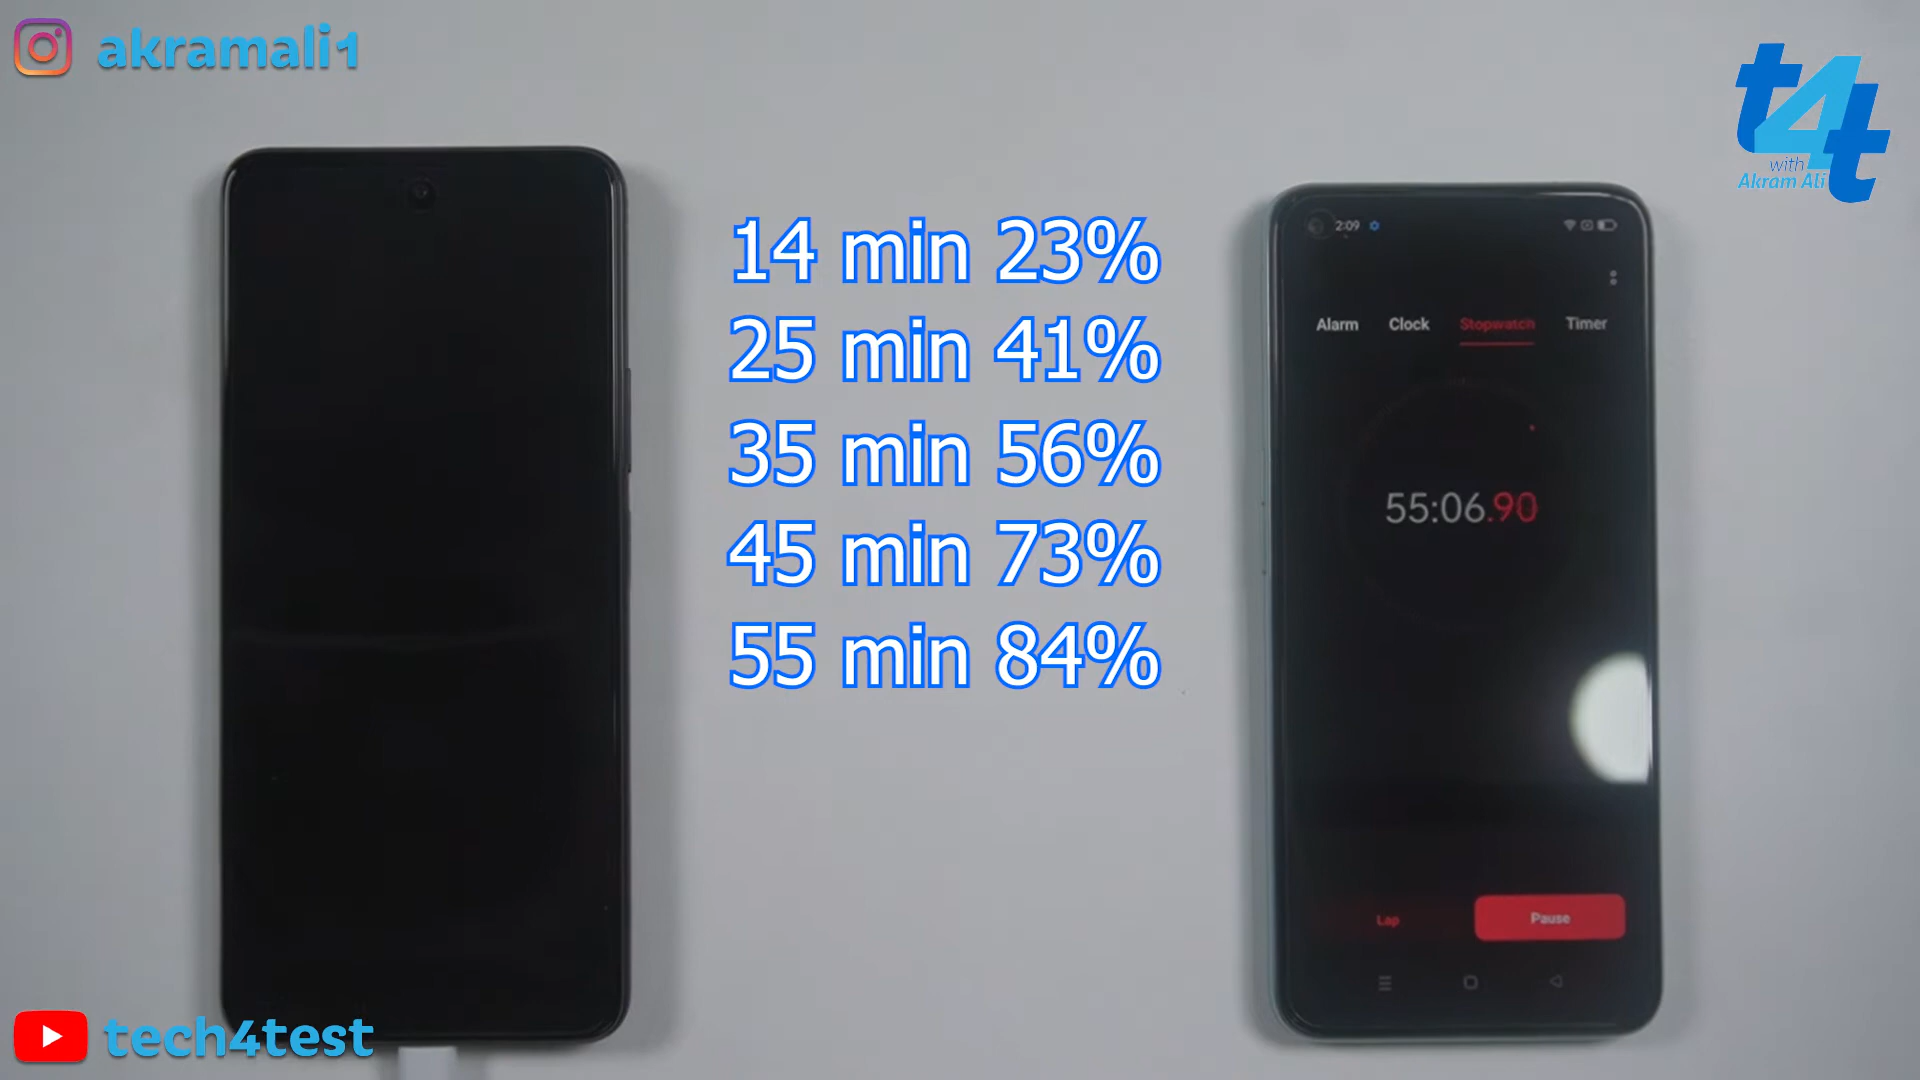 akramali1
t4t
with
Akram Ali
14 min 23%
25 min 41%
35 min 56%
45 min 73%
55 min 84%
2:09
Alarm Clock Stopwatch Timer
55:06.90
Lap Pause
tech4test